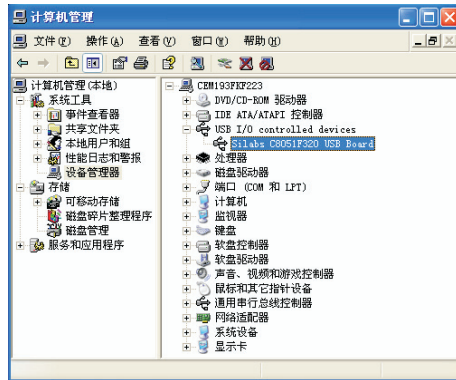 计算机管理
文件(F) 操作(A) 查看(V) 窗口(W) 帮助(H)
计算机管理(本地)
系统工具
事件查看器
共享文件夹
本地用户和组
性能日志和警报
设备管理器
存储
可移动存储
磁盘碎片整理程序
磁盘管理
服务和应用程序
CEM193FKF223
DVD/CD-ROM 驱动器
IDE ATA/ATAPI 控制器
USB I/O controlled devices
Silabs C8051F320 USB Board
处理器
磁盘驱动器
端口 (COM 和 LPT)
计算机
监视器
键盘
软盘控制器
软盘驱动器
声音、视频和游戏控制器
鼠标和其它指针设备
通用串行总线控制器
网络适配器
系统设备
显示卡